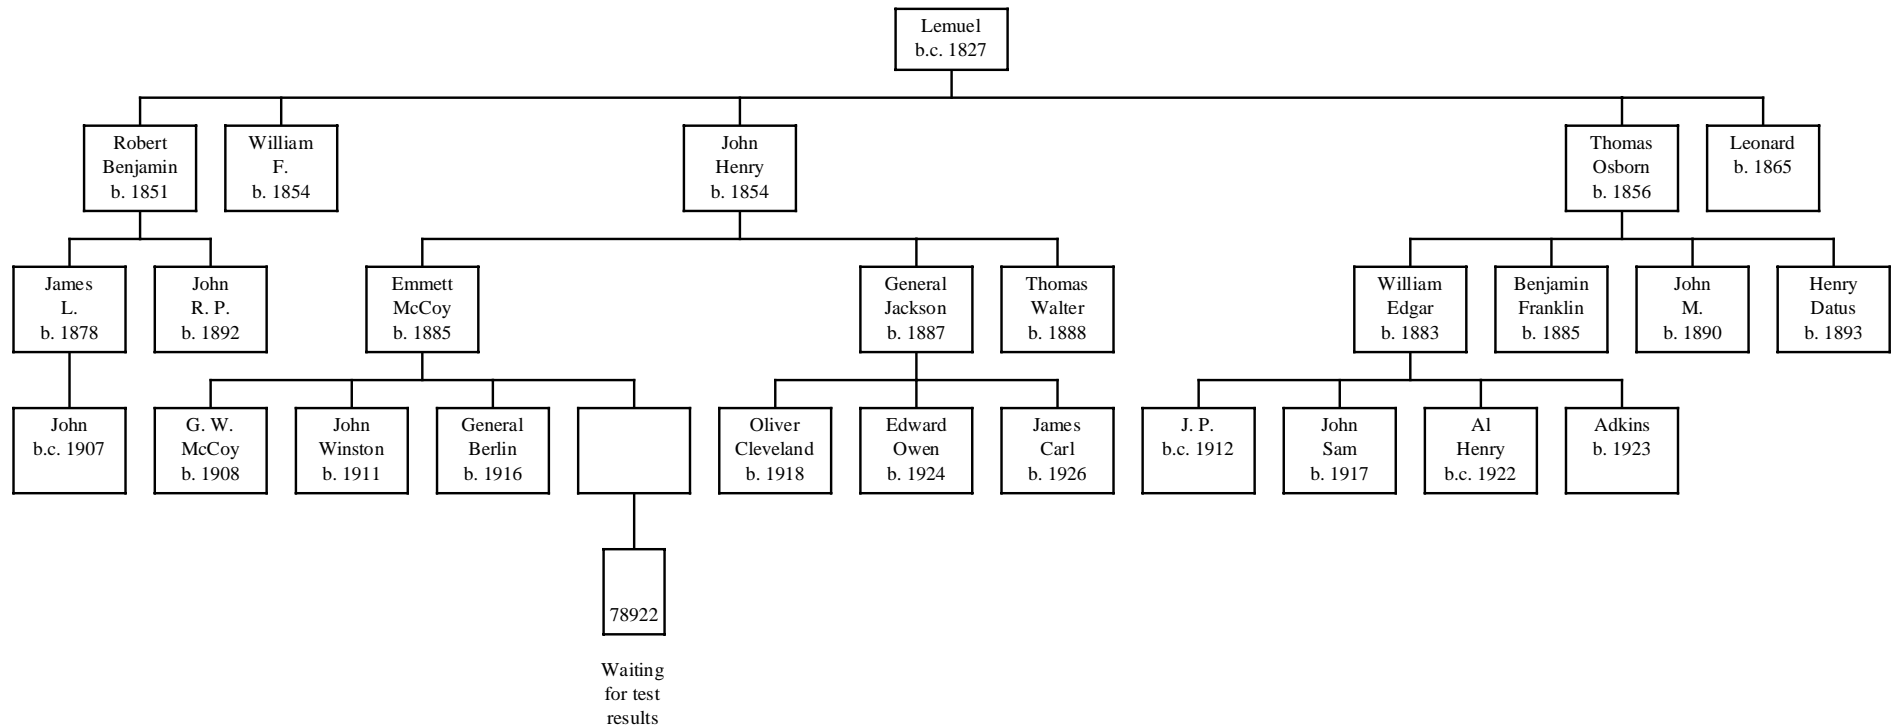 Lemuel
b.c. 1827
Robert
Benjamin
b. 1851
William
F.
b. 1854
John
Henry
b. 1854
Thomas
Osborn
b. 1856
Leonard
b. 1865
James
L.
b. 1878
John
R. P.
b. 1892
Emmett
McCoy
b. 1885
General
Jackson
b. 1887
Thomas
Walter
b. 1888
William
Edgar
b. 1883
Benjamin
Franklin
b. 1885
John
M.
b. 1890
Henry
Datus
b. 1893
John
b.c. 1907
G. W.
McCoy
b. 1908
John
Winston
b. 1911
General
Berlin
b. 1916
Oliver
Cleveland
b. 1918
Edward
Owen
b. 1924
James
Carl
b. 1926
J. P.
b.c. 1912
John
Sam
b. 1917
Al
Henry
b.c. 1922
Adkins
b. 1923
78922
Waiting
for test
results